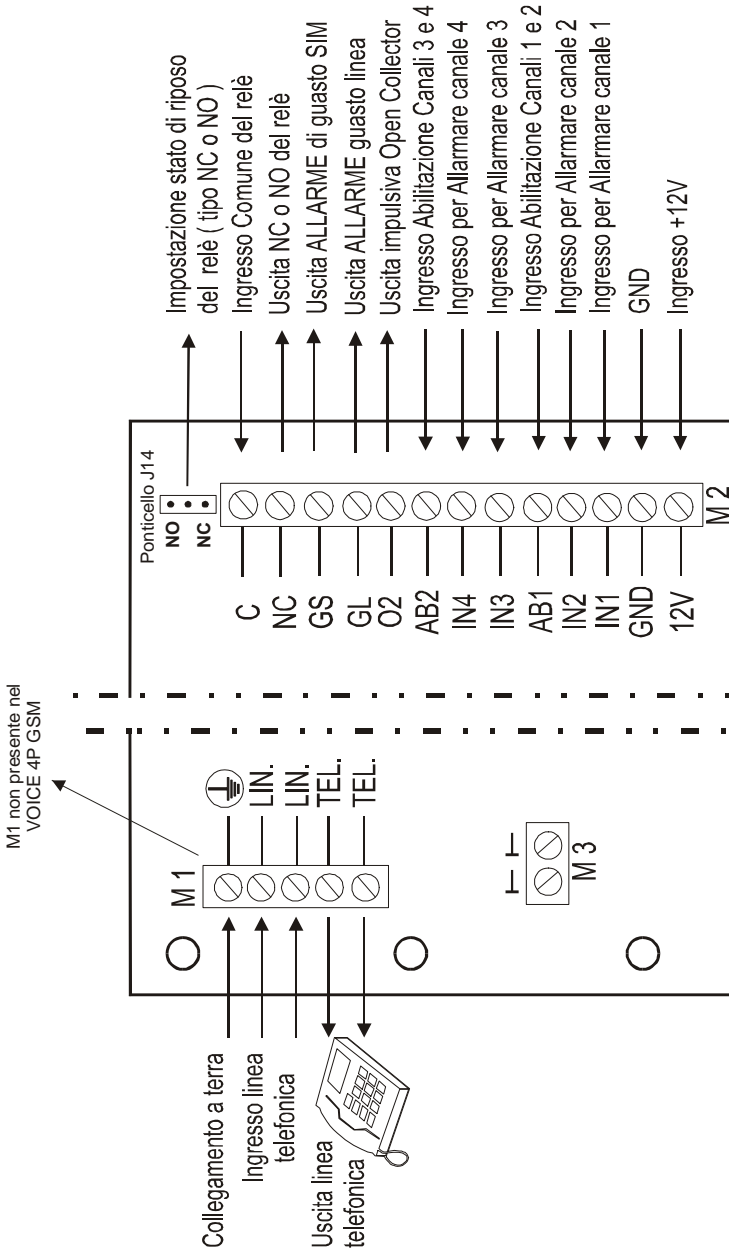 M1 non presente nel
VOICE 4P GSM
Collegamento a terra
Ingresso linea
telefonica
Uscita linea
telefonica
M 1
LIN.
LIN.
TEL.
TEL.
T T
M 3
Ponticello J14
NO
NC
Impostazione stato di riposo
del relè ( tipo NC o NO )
C
Ingresso Comune del relè
NC
Uscita NC o NO del relè
GS
Uscita ALLARME di guasto SIM
GL
Uscita ALLARME guasto linea
O2
Uscita impulsiva Open Collector
AB2
Ingresso Abilitazione Canali 3 e 4
IN4
Ingresso per Allarmare canale 4
IN3
Ingresso per Allarmare canale 3
AB1
Ingresso Abilitazione Canali 1 e 2
IN2
Ingresso per Allarmare canale 2
IN1
Ingresso per Allarmare canale 1
GND
GND
12V
Ingresso +12V
M 2